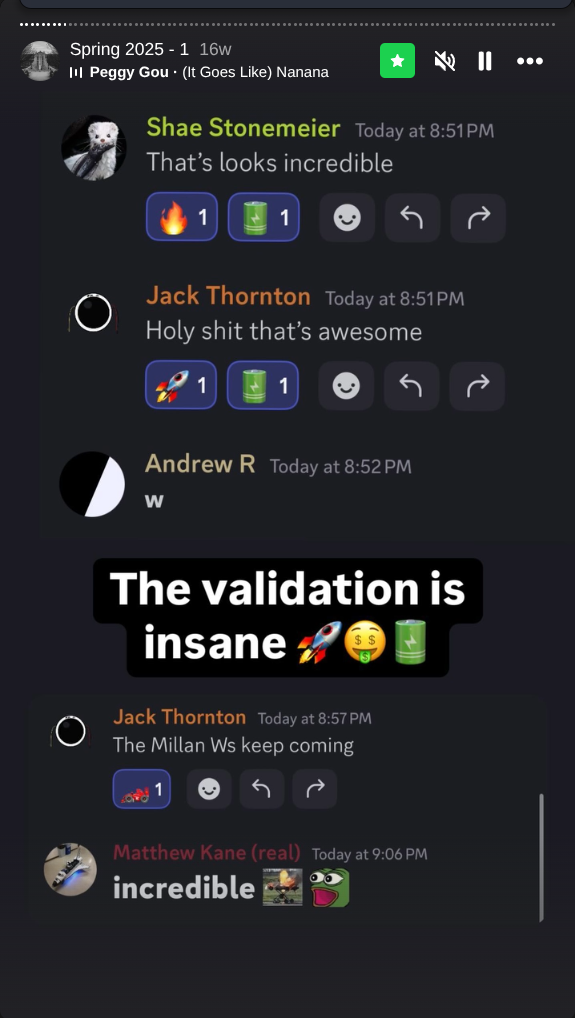 Spring 2025 - 1 16w
Peggy Gou · (It Goes Like) Nanana
Shae Stonemeier Today at 8:51 PM
That's looks incredible
🔥 1 🔋 1
Jack Thornton Today at 8:51 PM
Holy shit that's awesome
🚀 1 🔋 1
Andrew R Today at 8:52 PM
w
The validation is
insane 🚀🤑🔋
Jack Thornton Today at 8:57 PM
The Millan Ws keep coming
🏎️ 1
Matthew Kane (real) Today at 9:06 PM
incredible